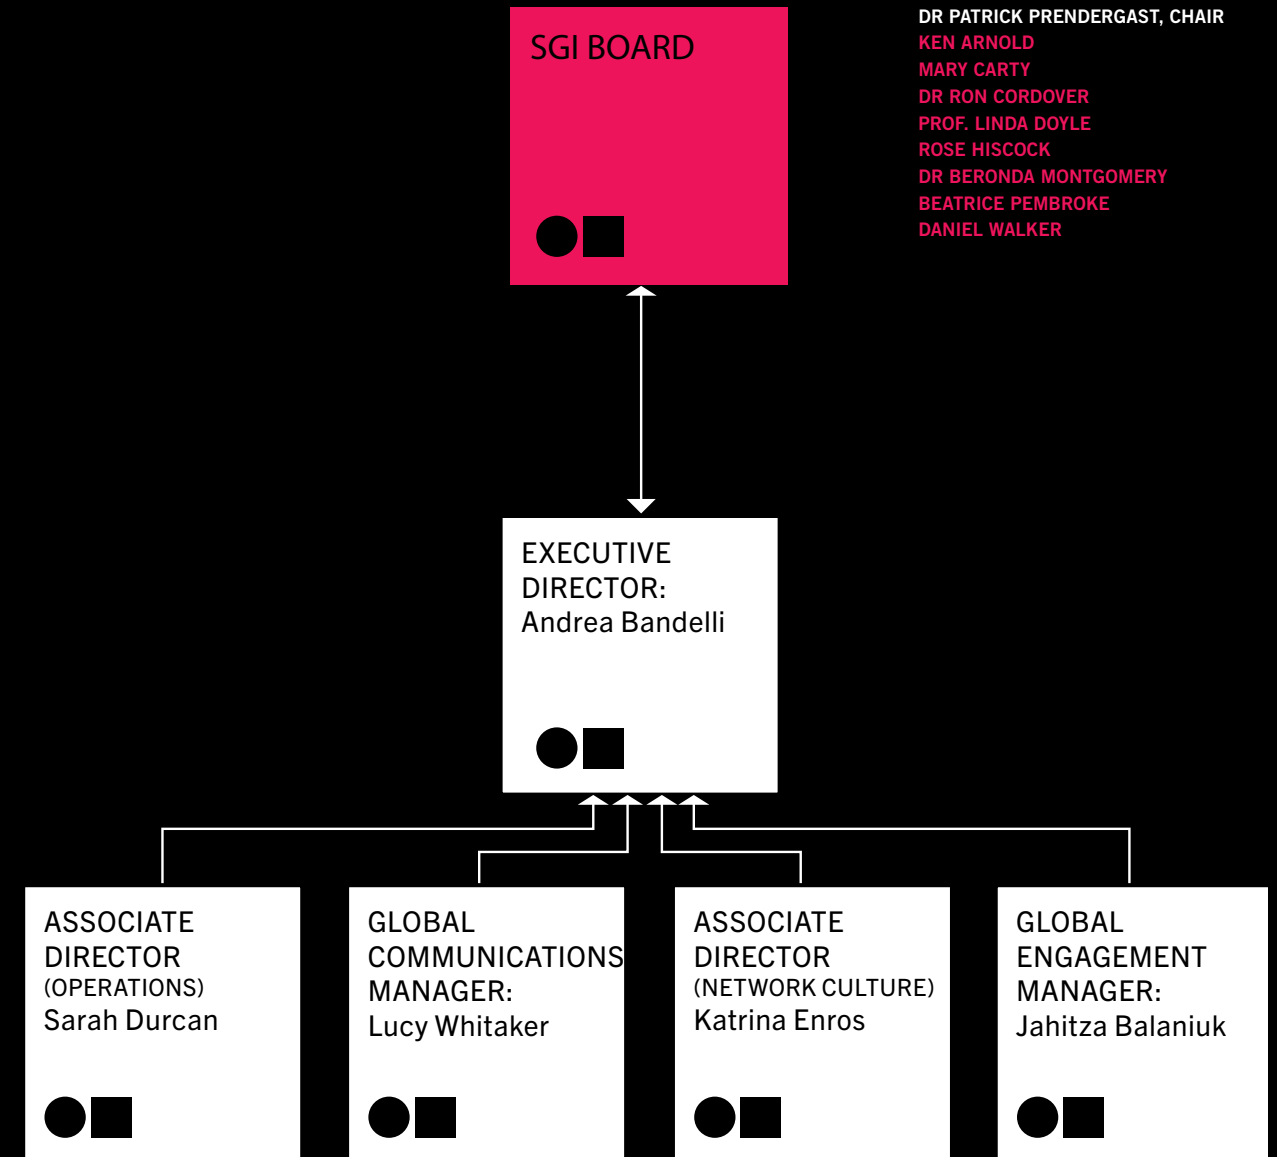 SGI BOARD
DR PATRICK PRENDERGAST, CHAIR
KEN ARNOLD
MARY CARTY
DR RON CORDOVER
PROF. LINDA DOYLE
ROSE HISCOCK
DR BERONDA MONTGOMERY
BEATRICE PEMBROKE
DANIEL WALKER
EXECUTIVE
DIRECTOR:
Andrea Bandelli
ASSOCIATE
DIRECTOR
(OPERATIONS)
Sarah Durcan
GLOBAL
COMMUNICATIONS
MANAGER:
Lucy Whitaker
ASSOCIATE
DIRECTOR
(NETWORK CULTURE)
Katrina Enros
GLOBAL
ENGAGEMENT
MANAGER:
Jahitza Balaniuk